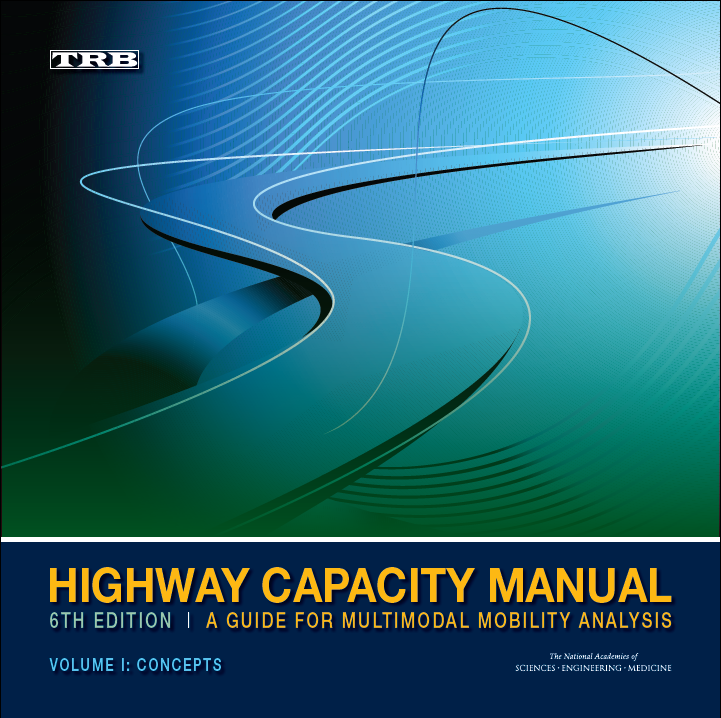 TRB
HIGHWAY CAPACITY MANUAL
6TH EDITION | A GUIDE FOR MULTIMODAL MOBILITY ANALYSIS
VOLUME I: CONCEPTS
The National Academies of
SCIENCES · ENGINEERING · MEDICINE